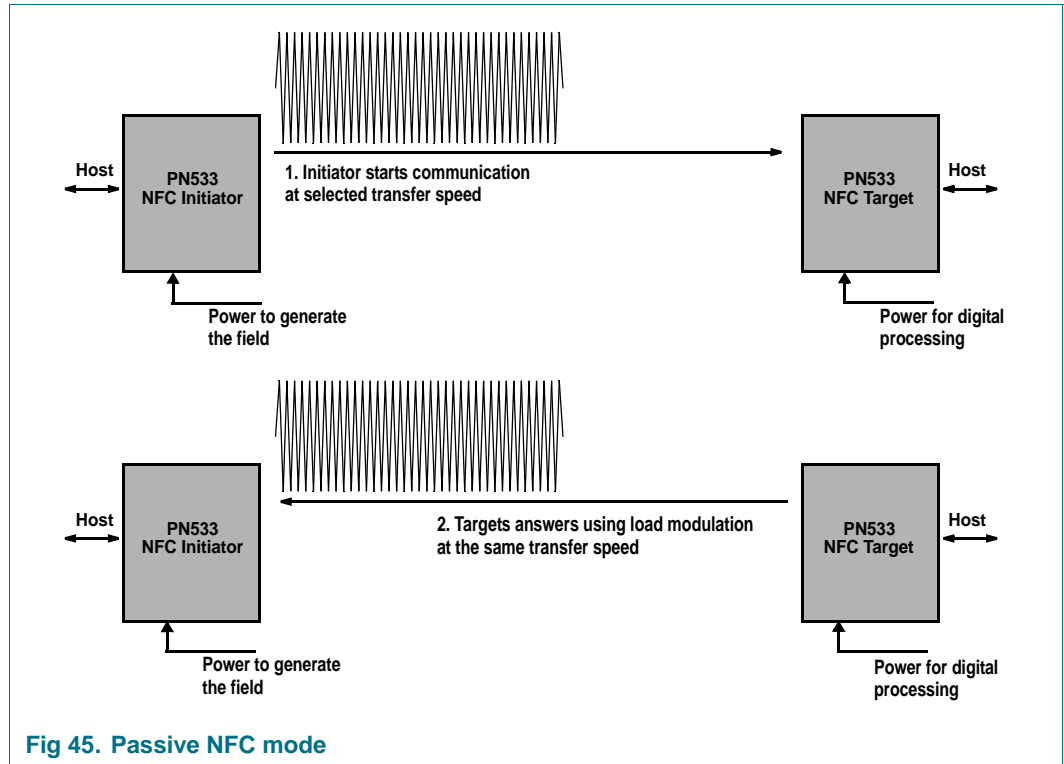 Host
PN533
NFC Initiator
1. Initiator starts communication
at selected transfer speed
PN533
NFC Target
Host
Power to generate
the field
Power for digital
processing
Host
PN533
NFC Initiator
2. Targets answers using load modulation
at the same transfer speed
PN533
NFC Target
Host
Power to generate
the field
Power for digital
processing
Fig 45. Passive NFC mode